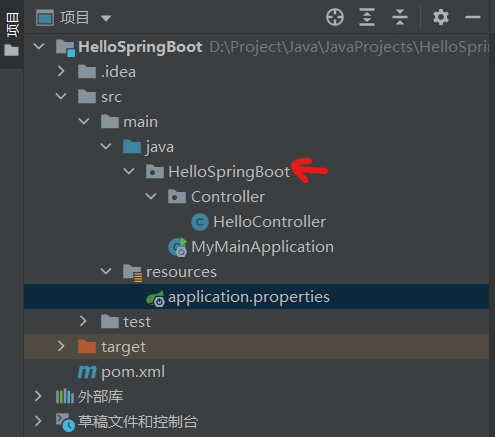 项目
项目
HelloSpringBoot D:\Project\Java\JavaProjects\HelloSprin
.idea
src
main
java
HelloSpringBoot
Controller
HelloController
MyMainApplication
resources
application.properties
test
target
pom.xml
外部库
草稿文件和控制台